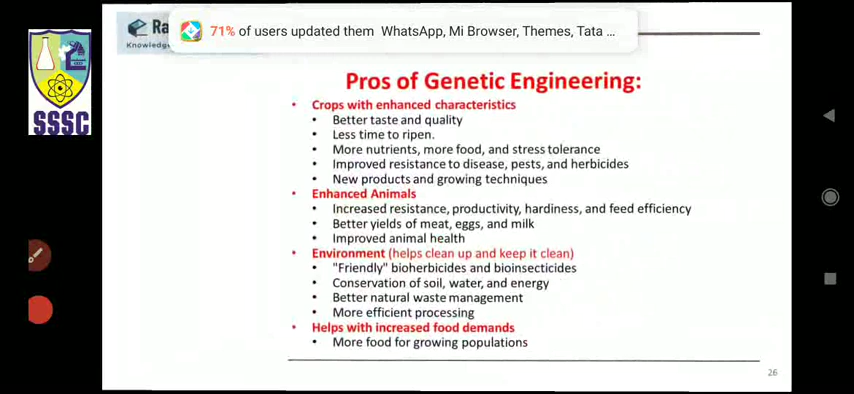 71% of users updated them WhatsApp, Mi Browser, Themes, Tata ...
SSSC
Pros of Genetic Engineering:
• Crops with enhanced characteristics
• Better taste and quality
• Less time to ripen.
• More nutrients, more food, and stress tolerance
• Improved resistance to disease, pests, and herbicides
• New products and growing techniques
• Enhanced Animals
• Increased resistance, productivity, hardiness, and feed efficiency
• Better yields of meat, eggs, and milk
• Improved animal health
• Environment (helps clean up and keep it clean)
• "Friendly" bioherbicides and bioinsecticides
• Conservation of soil, water, and energy
• Better natural waste management
• More efficient processing
• Helps with increased food demands
• More food for growing populations
26